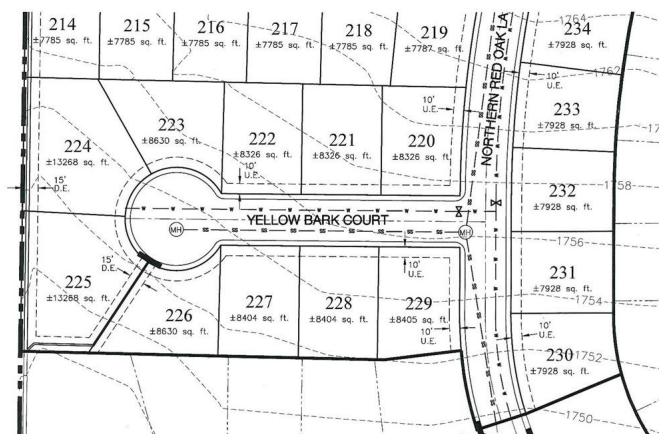 214
±7785 sq. ft.
215
±7785 sq. ft.
216
±7785 sq. ft.
217
±7785 sq. ft.
218
±7785 sq. ft.
219
±7787 sq. ft.
234
±7928 sq. ft.
1764
1762
10'
U.E.
NORTHERN RED OAK LA
10'
U.E.
233
±7928 sq. ft.
223
±8630 sq. ft.
222
±8326 sq. ft.
221
±8326 sq. ft.
220
±8326 sq. ft.
224
±13268 sq. ft.
10'
U.E.
15'
D.E.
232
±7928 sq. ft.
1758
YELLOW BARK COURT
MH
MH
1756
15'
D.E.
10'
U.E.
225
±13268 sq. ft.
226
±8630 sq. ft.
227
±8404 sq. ft.
228
±8404 sq. ft.
229
±8405 sq. ft.
231
±7928 sq. ft.
1754
10'
U.E.
10'
U.E.
230
±7928 sq. ft.
1752
1750